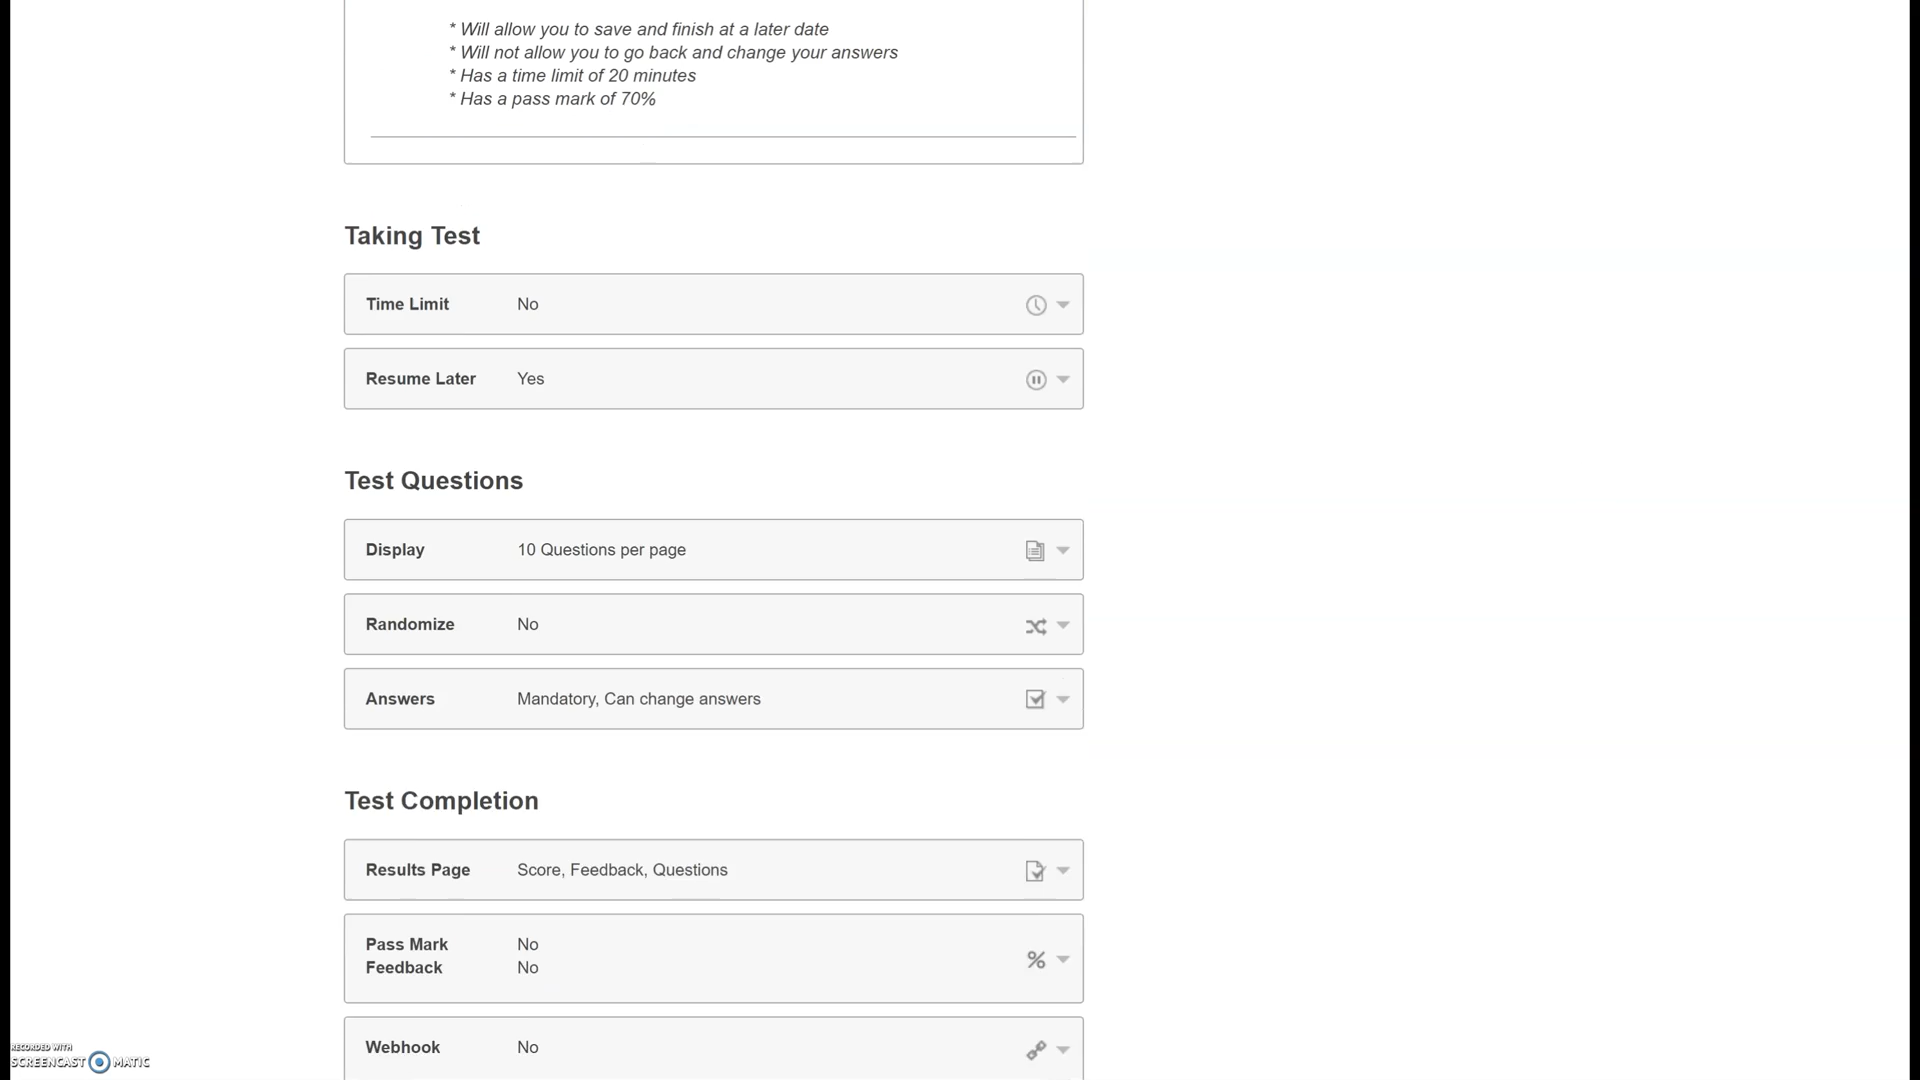 * Will allow you to save and finish at a later date
* Will not allow you to go back and change your answers
* Has a time limit of 20 minutes
* Has a pass mark of 70%
Taking Test
Time Limit No
Resume Later Yes
Test Questions
Display 10 Questions per page
Randomize No
Answers Mandatory, Can change answers
Test Completion
Results Page Score, Feedback, Questions
Pass Mark No
Feedback No
Webhook No
RECORDED WITH
SCREENCAST MATIC